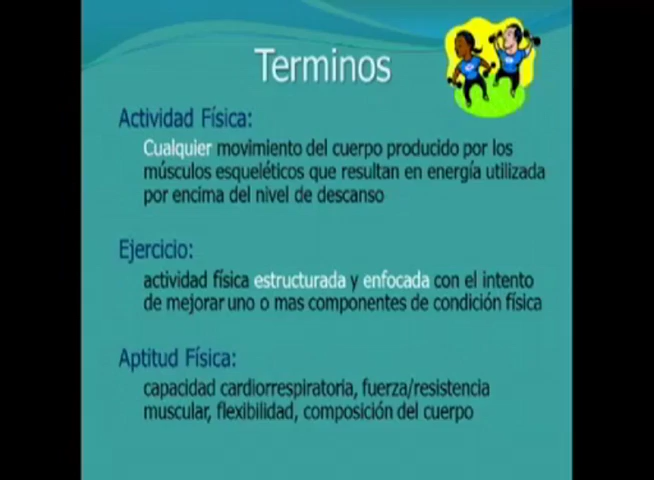 Terminos
Actividad Física:
Cualquier movimiento del cuerpo producido por los
músculos esqueléticos que resultan en energía utilizada
por encima del nivel de descanso
Ejercicio:
actividad física estructurada y enfocada con el intento
de mejorar uno o mas componentes de condición física
Aptitud Física:
capacidad cardiorrespiratoria, fuerza/resistencia
muscular, flexibilidad, composición del cuerpo